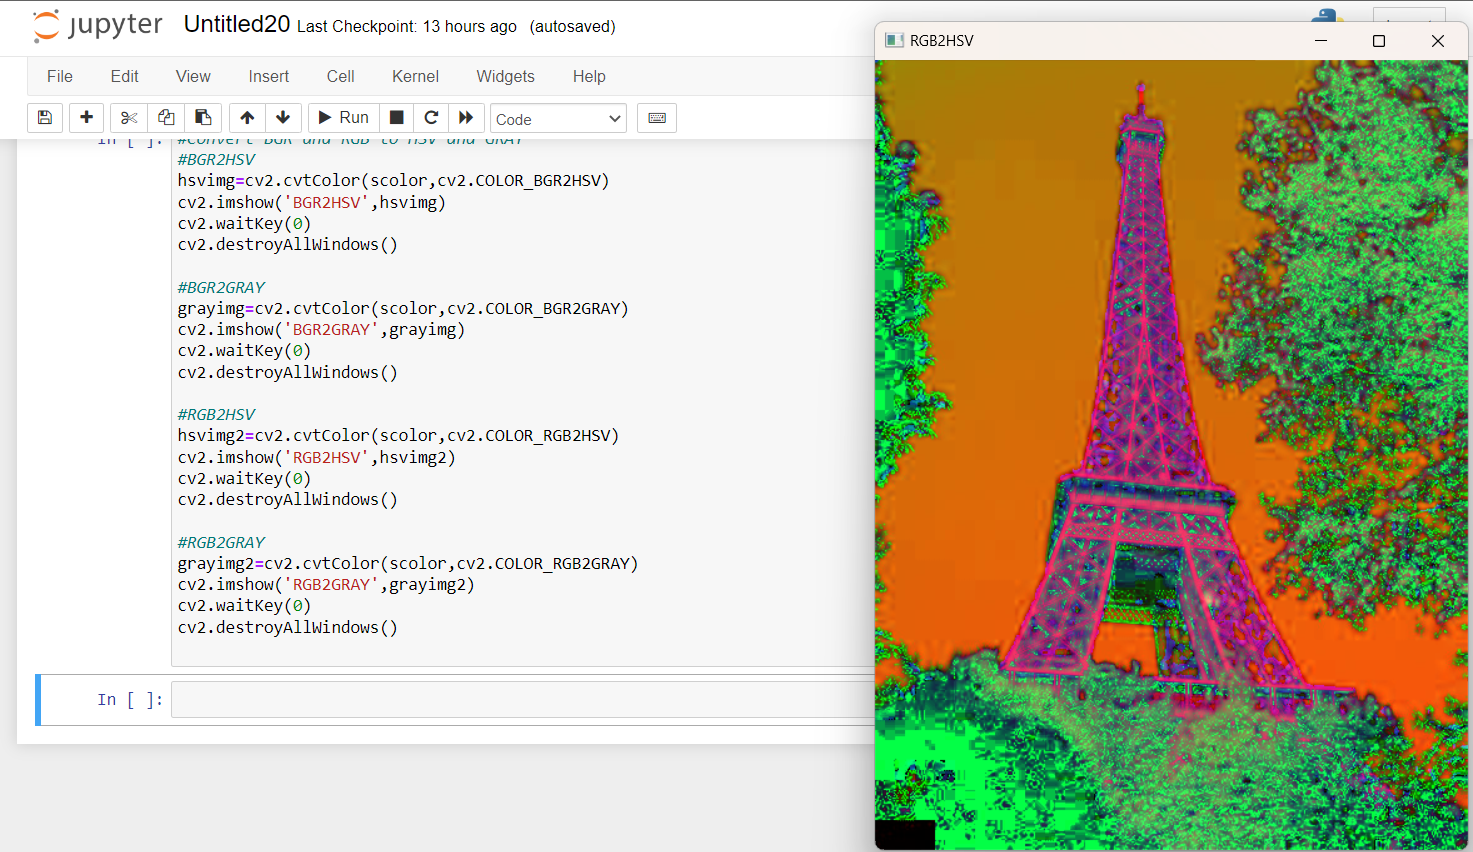 jupyter Untitled20 Last Checkpoint: 13 hours ago (autosaved)
File Edit View Insert Cell Kernel Widgets Help
Run Code
In [ ]: #convert BGR and RGB to HSV and GRAY
#BGR2HSV
hsvimg=cv2.cvtColor(scolor,cv2.COLOR_BGR2HSV)
cv2.imshow('BGR2HSV',hsvimg)
cv2.waitKey(0)
cv2.destroyAllWindows()
#BGR2GRAY
grayimg=cv2.cvtColor(scolor,cv2.COLOR_BGR2GRAY)
cv2.imshow('BGR2GRAY',grayimg)
cv2.waitKey(0)
cv2.destroyAllWindows()
#RGB2HSV
hsvimg2=cv2.cvtColor(scolor,cv2.COLOR_RGB2HSV)
cv2.imshow('RGB2HSV',hsvimg2)
cv2.waitKey(0)
cv2.destroyAllWindows()
#RGB2GRAY
grayimg2=cv2.cvtColor(scolor,cv2.COLOR_RGB2GRAY)
cv2.imshow('RGB2GRAY',grayimg2)
cv2.waitKey(0)
cv2.destroyAllWindows()
In [ ]:
RGB2HSV